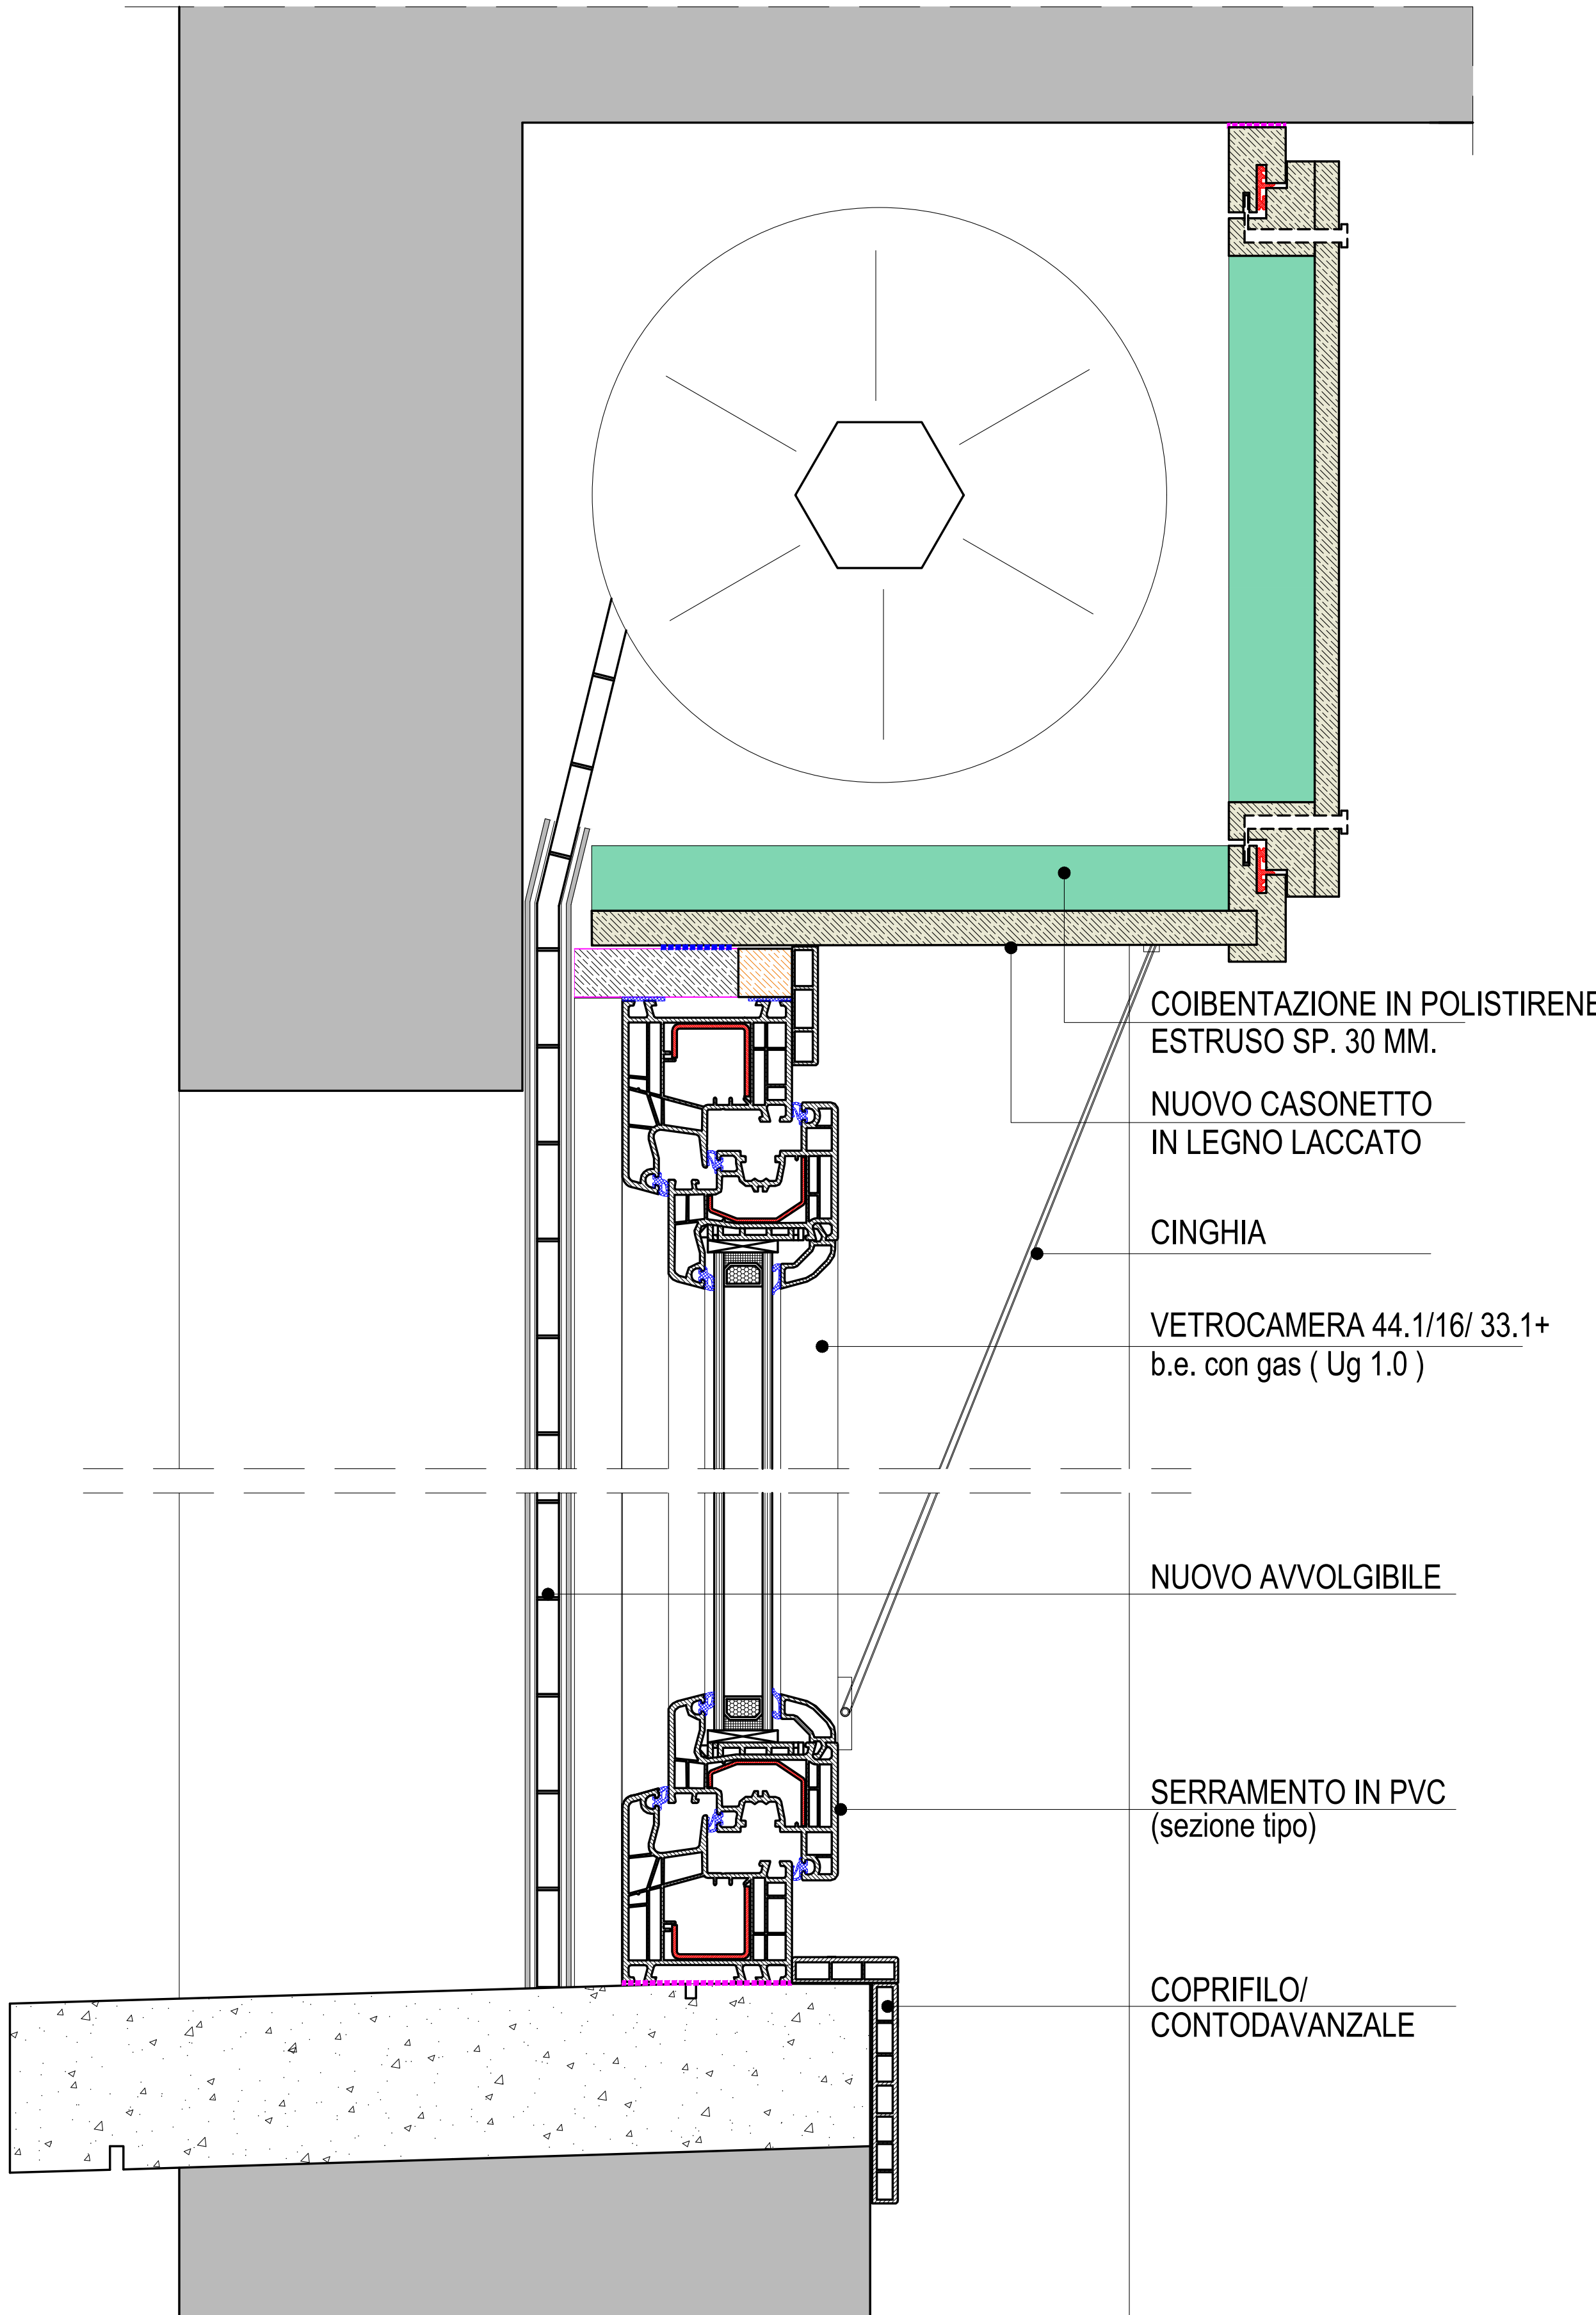 COIBENTAZIONE IN POLISTIRENE
ESTRUSO SP. 30 MM.
NUOVO CASONETTO
IN LEGNO LACCATO
CINGHIA
VETROCAMERA 44.1/16/ 33.1+
b.e. con gas ( Ug 1.0 )
NUOVO AVVOLGIBILE
SERRAMENTO IN PVC
(sezione tipo)
COPRIFILO/
CONTODAVANZALE